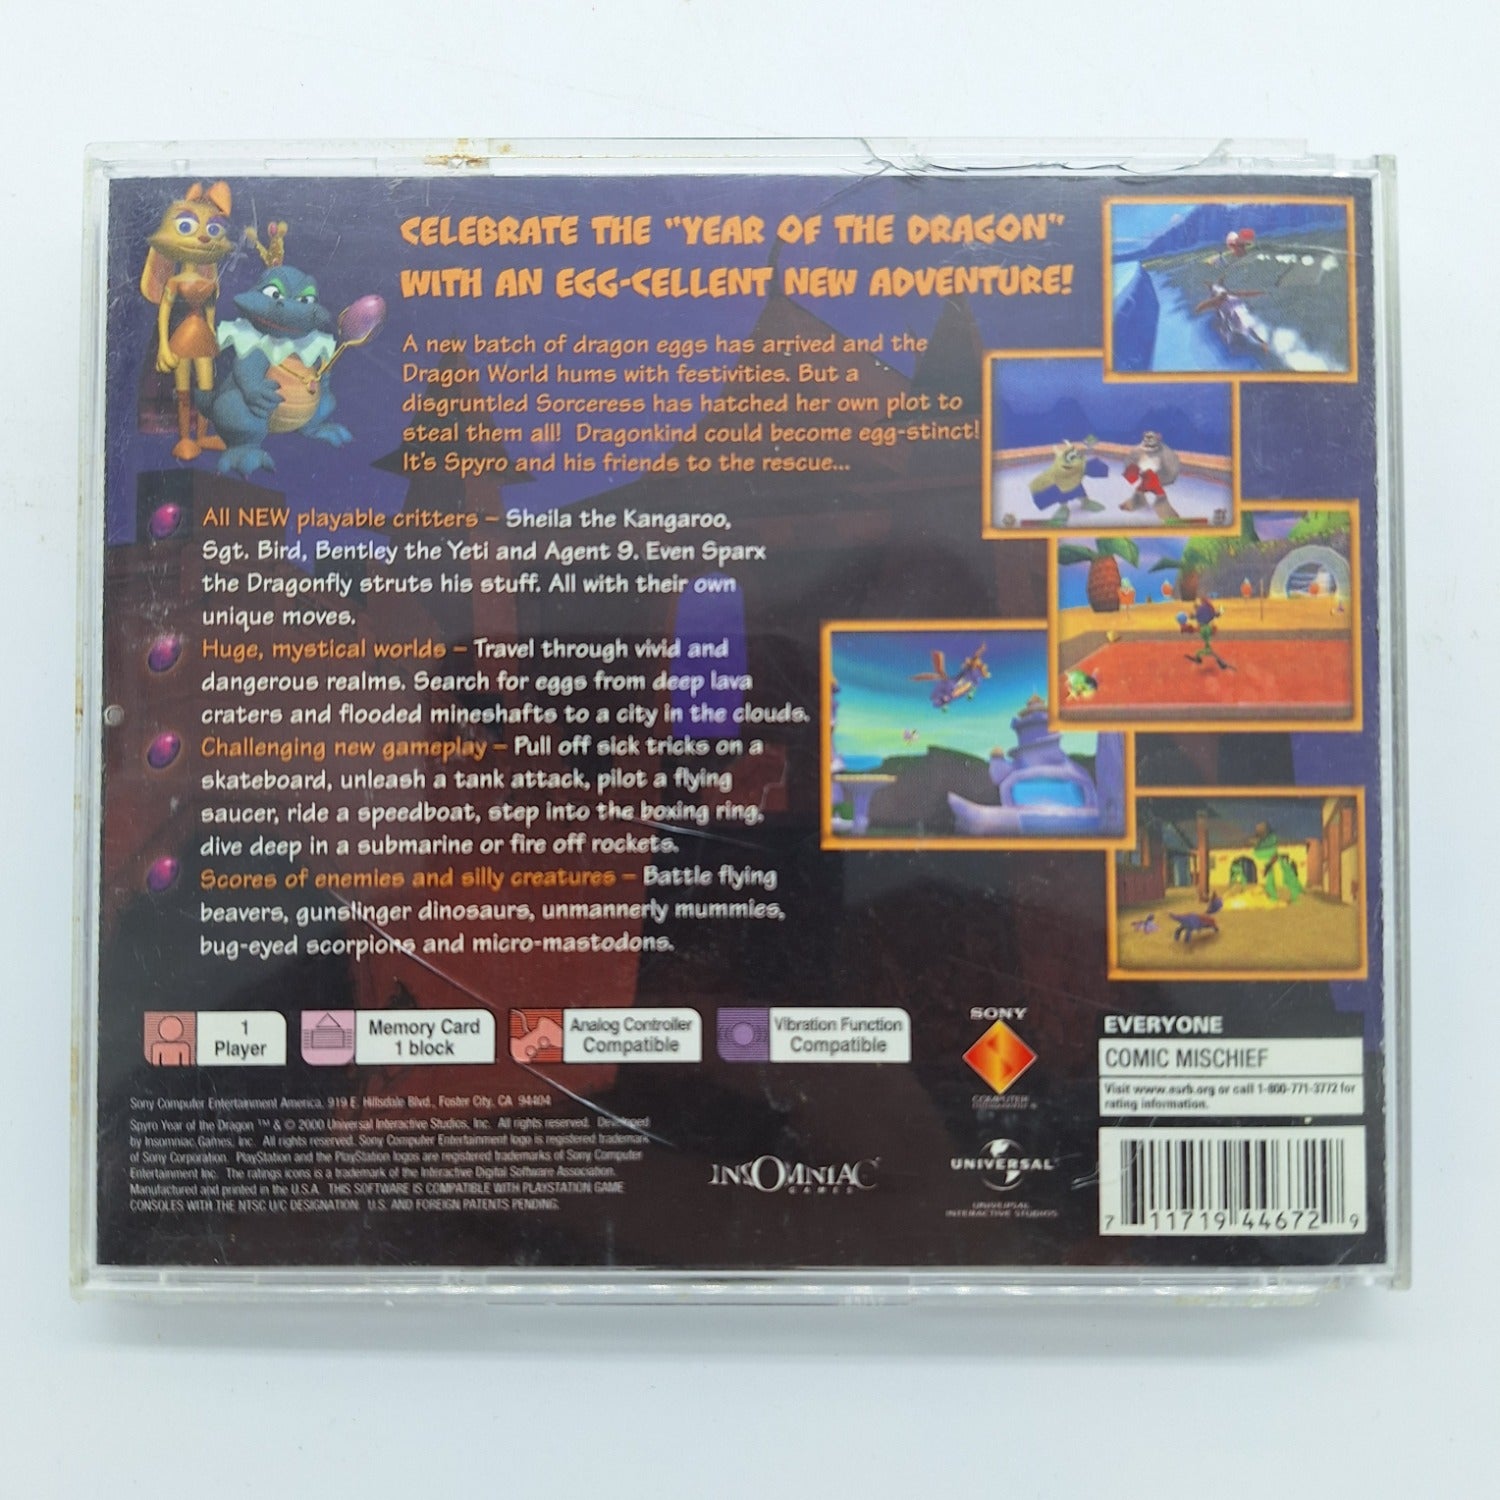 CELEBRATE THE "YEAR OF THE DRAGON"
WITH AN EGG-CELLENT NEW ADVENTURE!
A new batch of dragon eggs has arrived and the
Dragon World hums with festivities. But a
disgruntled Sorceress has hatched her own plot to
steal them all! Dragonkind could become egg-stinct!
It's Spyro and his friends to the rescue...
All NEW playable critters – Sheila the Kangaroo,
Sgt. Bird, Bentley the Yeti and Agent 9. Even Sparx
the Dragonfly struts his stuff. All with their own
unique moves.
Huge, mystical worlds – Travel through vivid and
dangerous realms. Search for eggs from deep lava
craters and flooded mineshafts to a city in the clouds.
Challenging new gameplay – Pull off sick tricks on a
skateboard, unleash a tank attack, pilot a flying
saucer, ride a speedboat, step into the boxing ring,
dive deep in a submarine or fire off rockets.
Scores of enemies and silly creatures – Battle flying
beavers, gunslinger dinosaurs, unmannerly mummies,
bug-eyed scorpions and micro-mastodons.
1
Player
Memory Card
1 block
Analog Controller
Compatible
Vibration Function
Compatible
Sony Computer Entertainment America, 919 E. Hillsdale Blvd., Foster City, CA 94404
Spyro Year of the Dragon ™ & © 2000 Universal Interactive Studios, Inc. All rights reserved. Developed
by Insomniac Games, Inc. All rights reserved. Sony Computer Entertainment logo is registered trademark
of Sony Corporation. PlayStation and the PlayStation logos are registered trademarks of Sony Computer
Entertainment Inc. The ratings icons is a trademark of the Interactive Digital Software Association.
Manufactured and printed in the U.S.A. THIS SOFTWARE IS COMPATIBLE WITH PLAYSTATION GAME
CONSOLES WITH THE NTSC U/C DESIGNATION. U.S. AND FOREIGN PATENTS PENDING.
INSOMNIAC
GAMES
SONY
COMPUTER
ENTERTAINMENT ®
UNIVERSAL
UNIVERSAL
INTERACTIVE STUDIOS
EVERYONE
COMIC MISCHIEF
Visit www.esrb.org or call 1-800-771-3772 for
rating information.
7 11719 44672 9